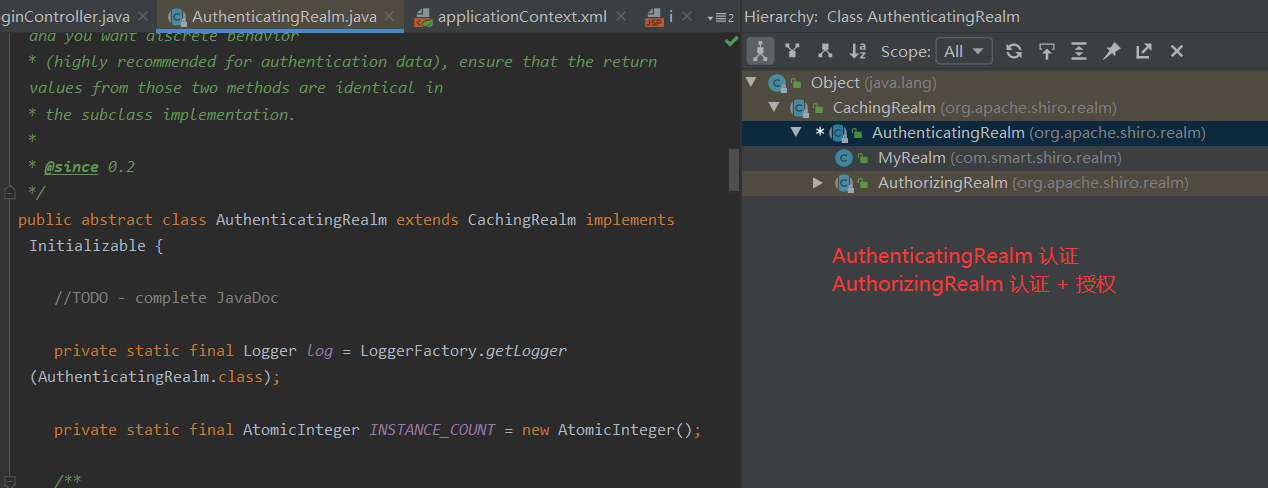 ginController.java
AuthenticatingRealm.java
applicationContext.xml
i
2
and you want discrete behavior
* (highly recommended for authentication data), ensure that the return
values from those two methods are identical in
* the subclass implementation.
*
* @since 0.2
*/
public abstract class AuthenticatingRealm extends CachingRealm implements
Initializable {
//TODO - complete JavaDoc
private static final Logger log = LoggerFactory.getLogger
(AuthenticatingRealm.class);
private static final AtomicInteger INSTANCE_COUNT = new AtomicInteger();
/**
Hierarchy: Class AuthenticatingRealm
Scope: All
Object (java.lang)
CachingRealm (org.apache.shiro.realm)
* AuthenticatingRealm (org.apache.shiro.realm)
MyRealm (com.smart.shiro.realm)
AuthorizingRealm (org.apache.shiro.realm)
AuthenticatingRealm 认证
AuthorizingRealm 认证 + 授权